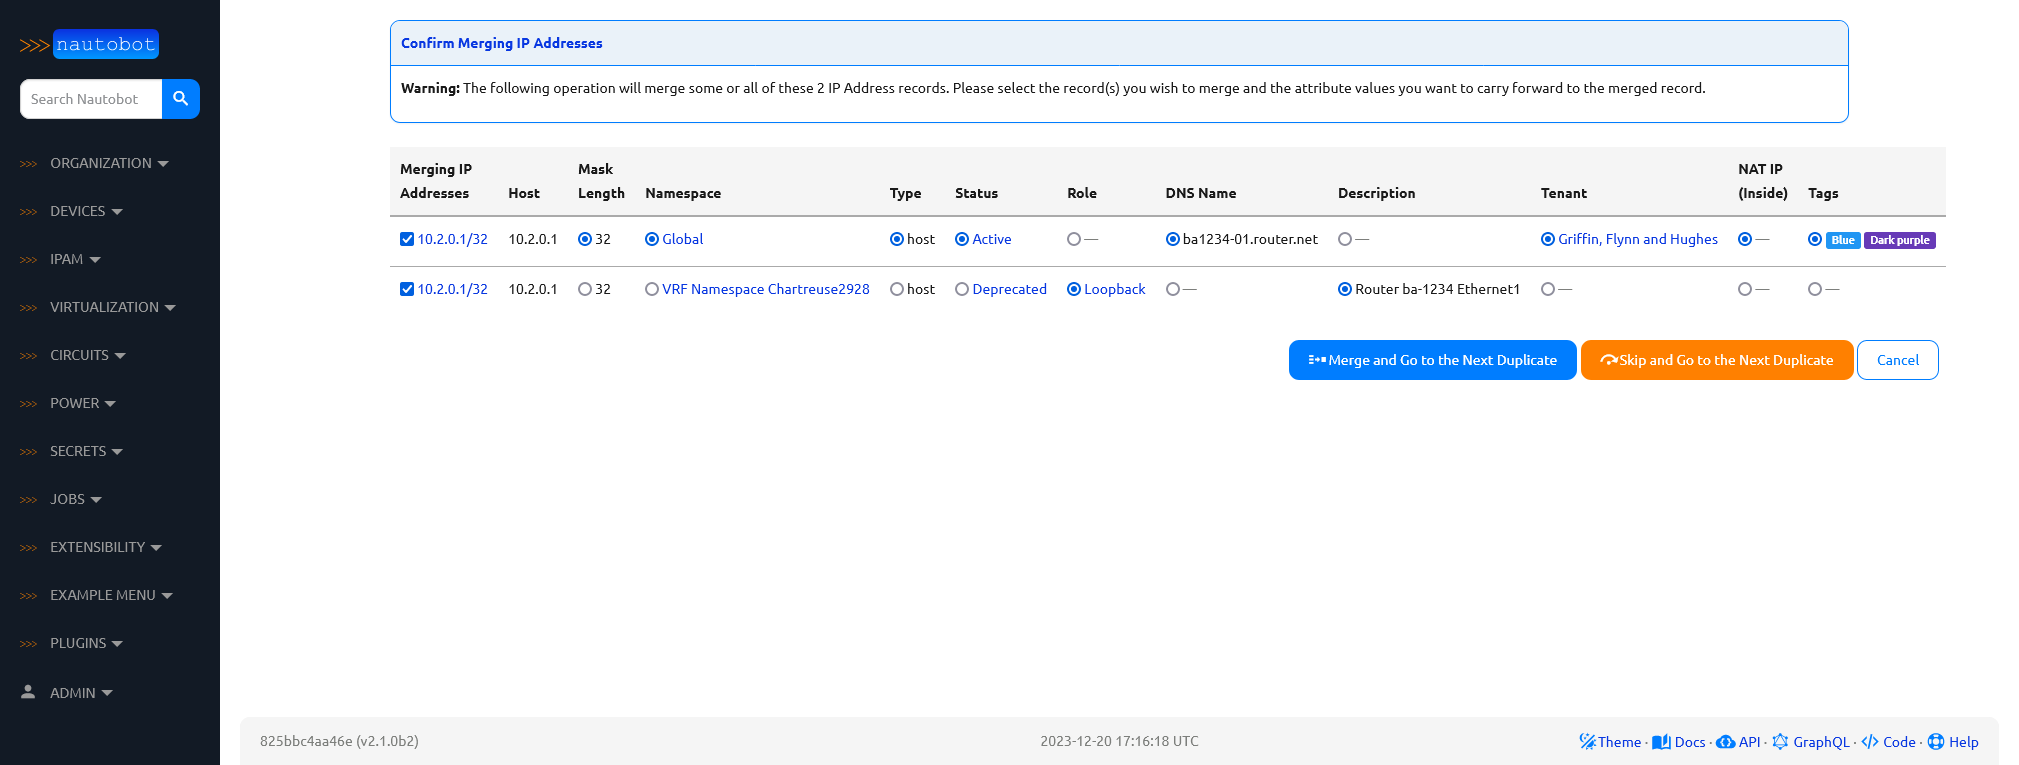 >>> nautobot
Search Nautobot
>>> ORGANIZATION
>>> DEVICES
>>> IPAM
>>> VIRTUALIZATION
>>> CIRCUITS
>>> POWER
>>> SECRETS
>>> JOBS
>>> EXTENSIBILITY
>>> EXAMPLE MENU
>>> PLUGINS
ADMIN
Confirm Merging IP Addresses
Warning: The following operation will merge some or all of these 2 IP Address records. Please select the record(s) you wish to merge and the attribute values you want to carry forward to the merged record.
Merging IP Addresses Host Mask Length Namespace Type Status Role DNS Name Description Tenant NAT IP (Inside) Tags
10.2.0.1/32 10.2.0.1 32 Global host Active — ba1234-01.router.net — Griffin, Flynn and Hughes — Blue Dark purple
10.2.0.1/32 10.2.0.1 32 VRF Namespace Chartreuse2928 host Deprecated Loopback — Router ba-1234 Ethernet1 — — —
Merge and Go to the Next Duplicate Skip and Go to the Next Duplicate Cancel
825bbc4aa46e (v2.1.0b2) 2023-12-20 17:16:18 UTC Theme · Docs · API · GraphQL · Code · Help